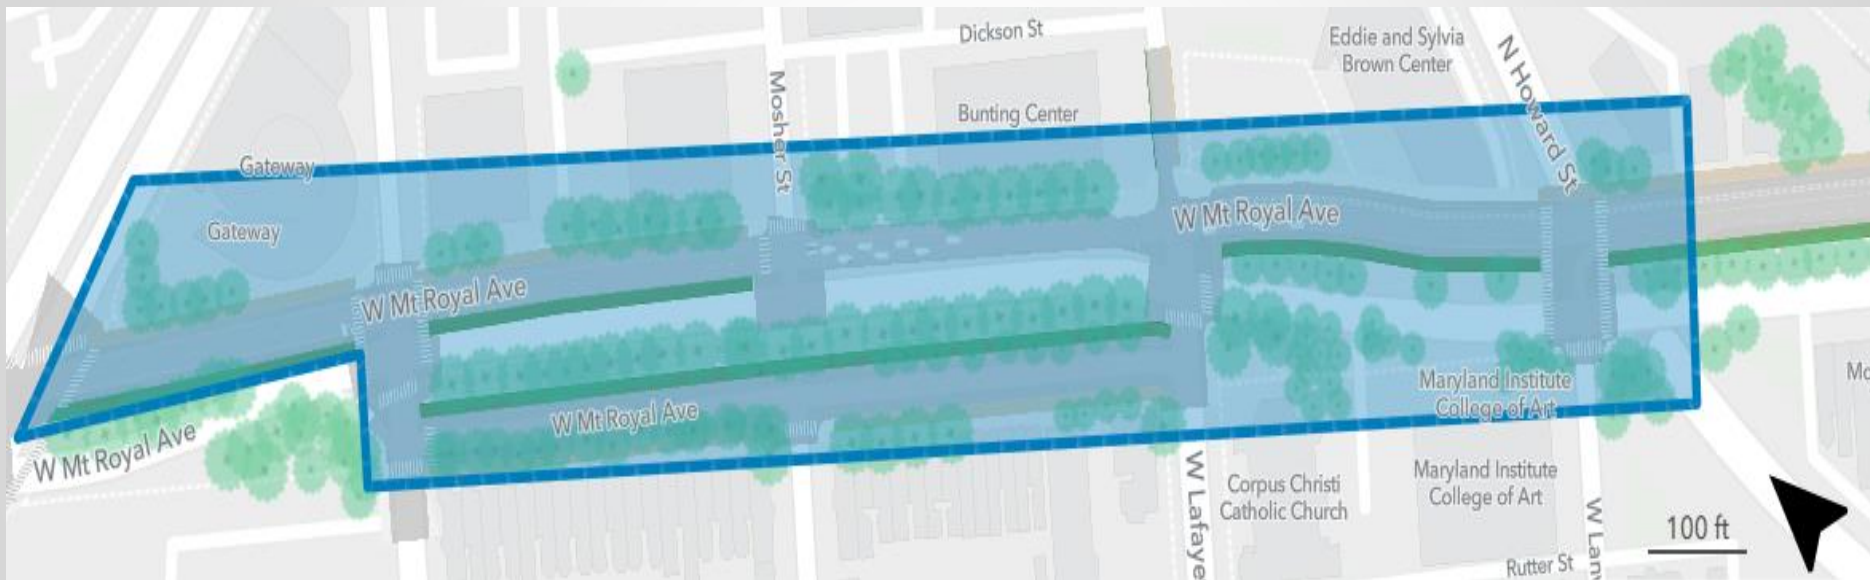 Dickson St
Eddie and Sylvia
Brown Center
N Howard St
Mosher St
Bunting Center
Gateway
Gateway
W Mt Royal Ave
W Mt Royal Ave
W Mt Royal Ave
W Mt Royal Ave
Maryland Institute
College of Art
Mo
W Lafaye
Corpus Christi
Catholic Church
Maryland Institute
College of Art
W Lan
100 ft
Rutter St